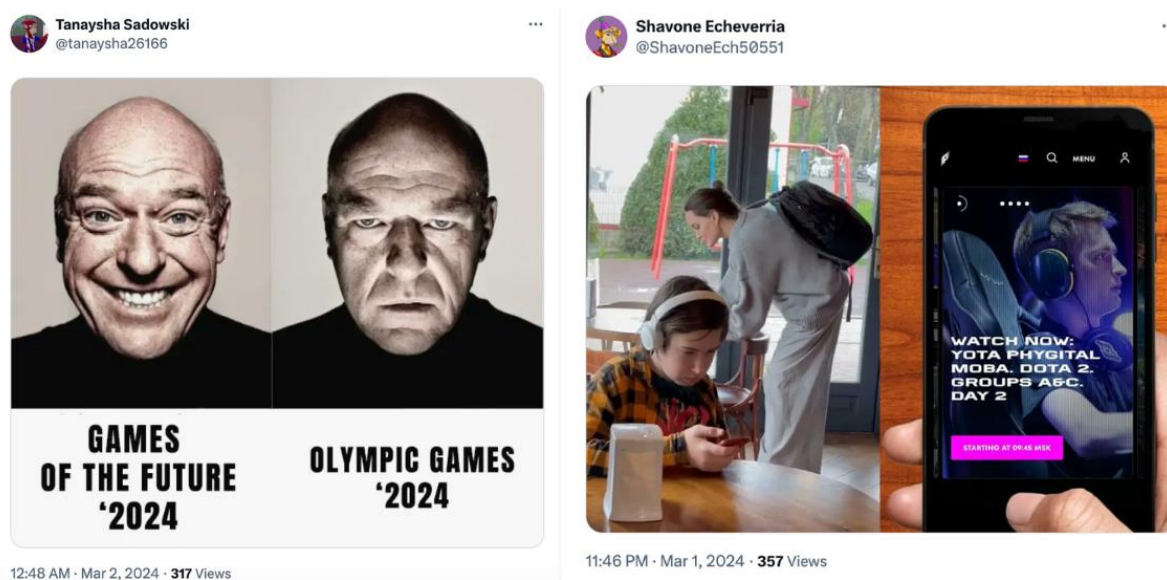 Tanaysha Sadowski
@tanaysha26166
GAMES
OF THE FUTURE
‘2024
OLYMPIC GAMES
‘2024
12:48 AM · Mar 2, 2024 · 317 Views
Shavone Echeverria
@ShavoneEch50551
MENU
WATCH NOW:
YOTA PHYGITAL
MOBA. DOTA 2.
GROUPS A&C.
DAY 2
STARTING AT 09:45 MSK
11:46 PM · Mar 1, 2024 · 357 Views